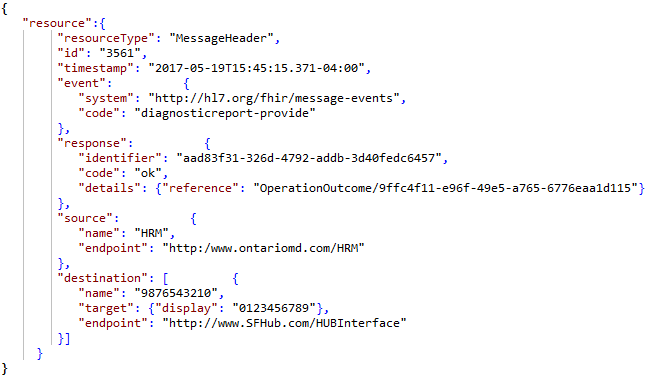 {
"resource":{
"resourceType": "MessageHeader",
"id": "3561",
"timestamp": "2017-05-19T15:45:15.371-04:00",
"event": {
"system": "http://hl7.org/fhir/message-events",
"code": "diagnosticreport-provide"
},
"response": {
"identifier": "aad83f31-326d-4792-addb-3d40fedc6457",
"code": "ok",
"details": {"reference": "OperationOutcome/9ffc4f11-e96f-49e5-a765-6776eaa1d115"}
},
"source": {
"name": "HRM",
"endpoint": "http:/www.ontariomd.com/HRM"
},
"destination": [ {
"name": "9876543210",
"target": {"display": "0123456789"},
"endpoint": "http://www.SFHub.com/HUBInterface"
}]
}
}